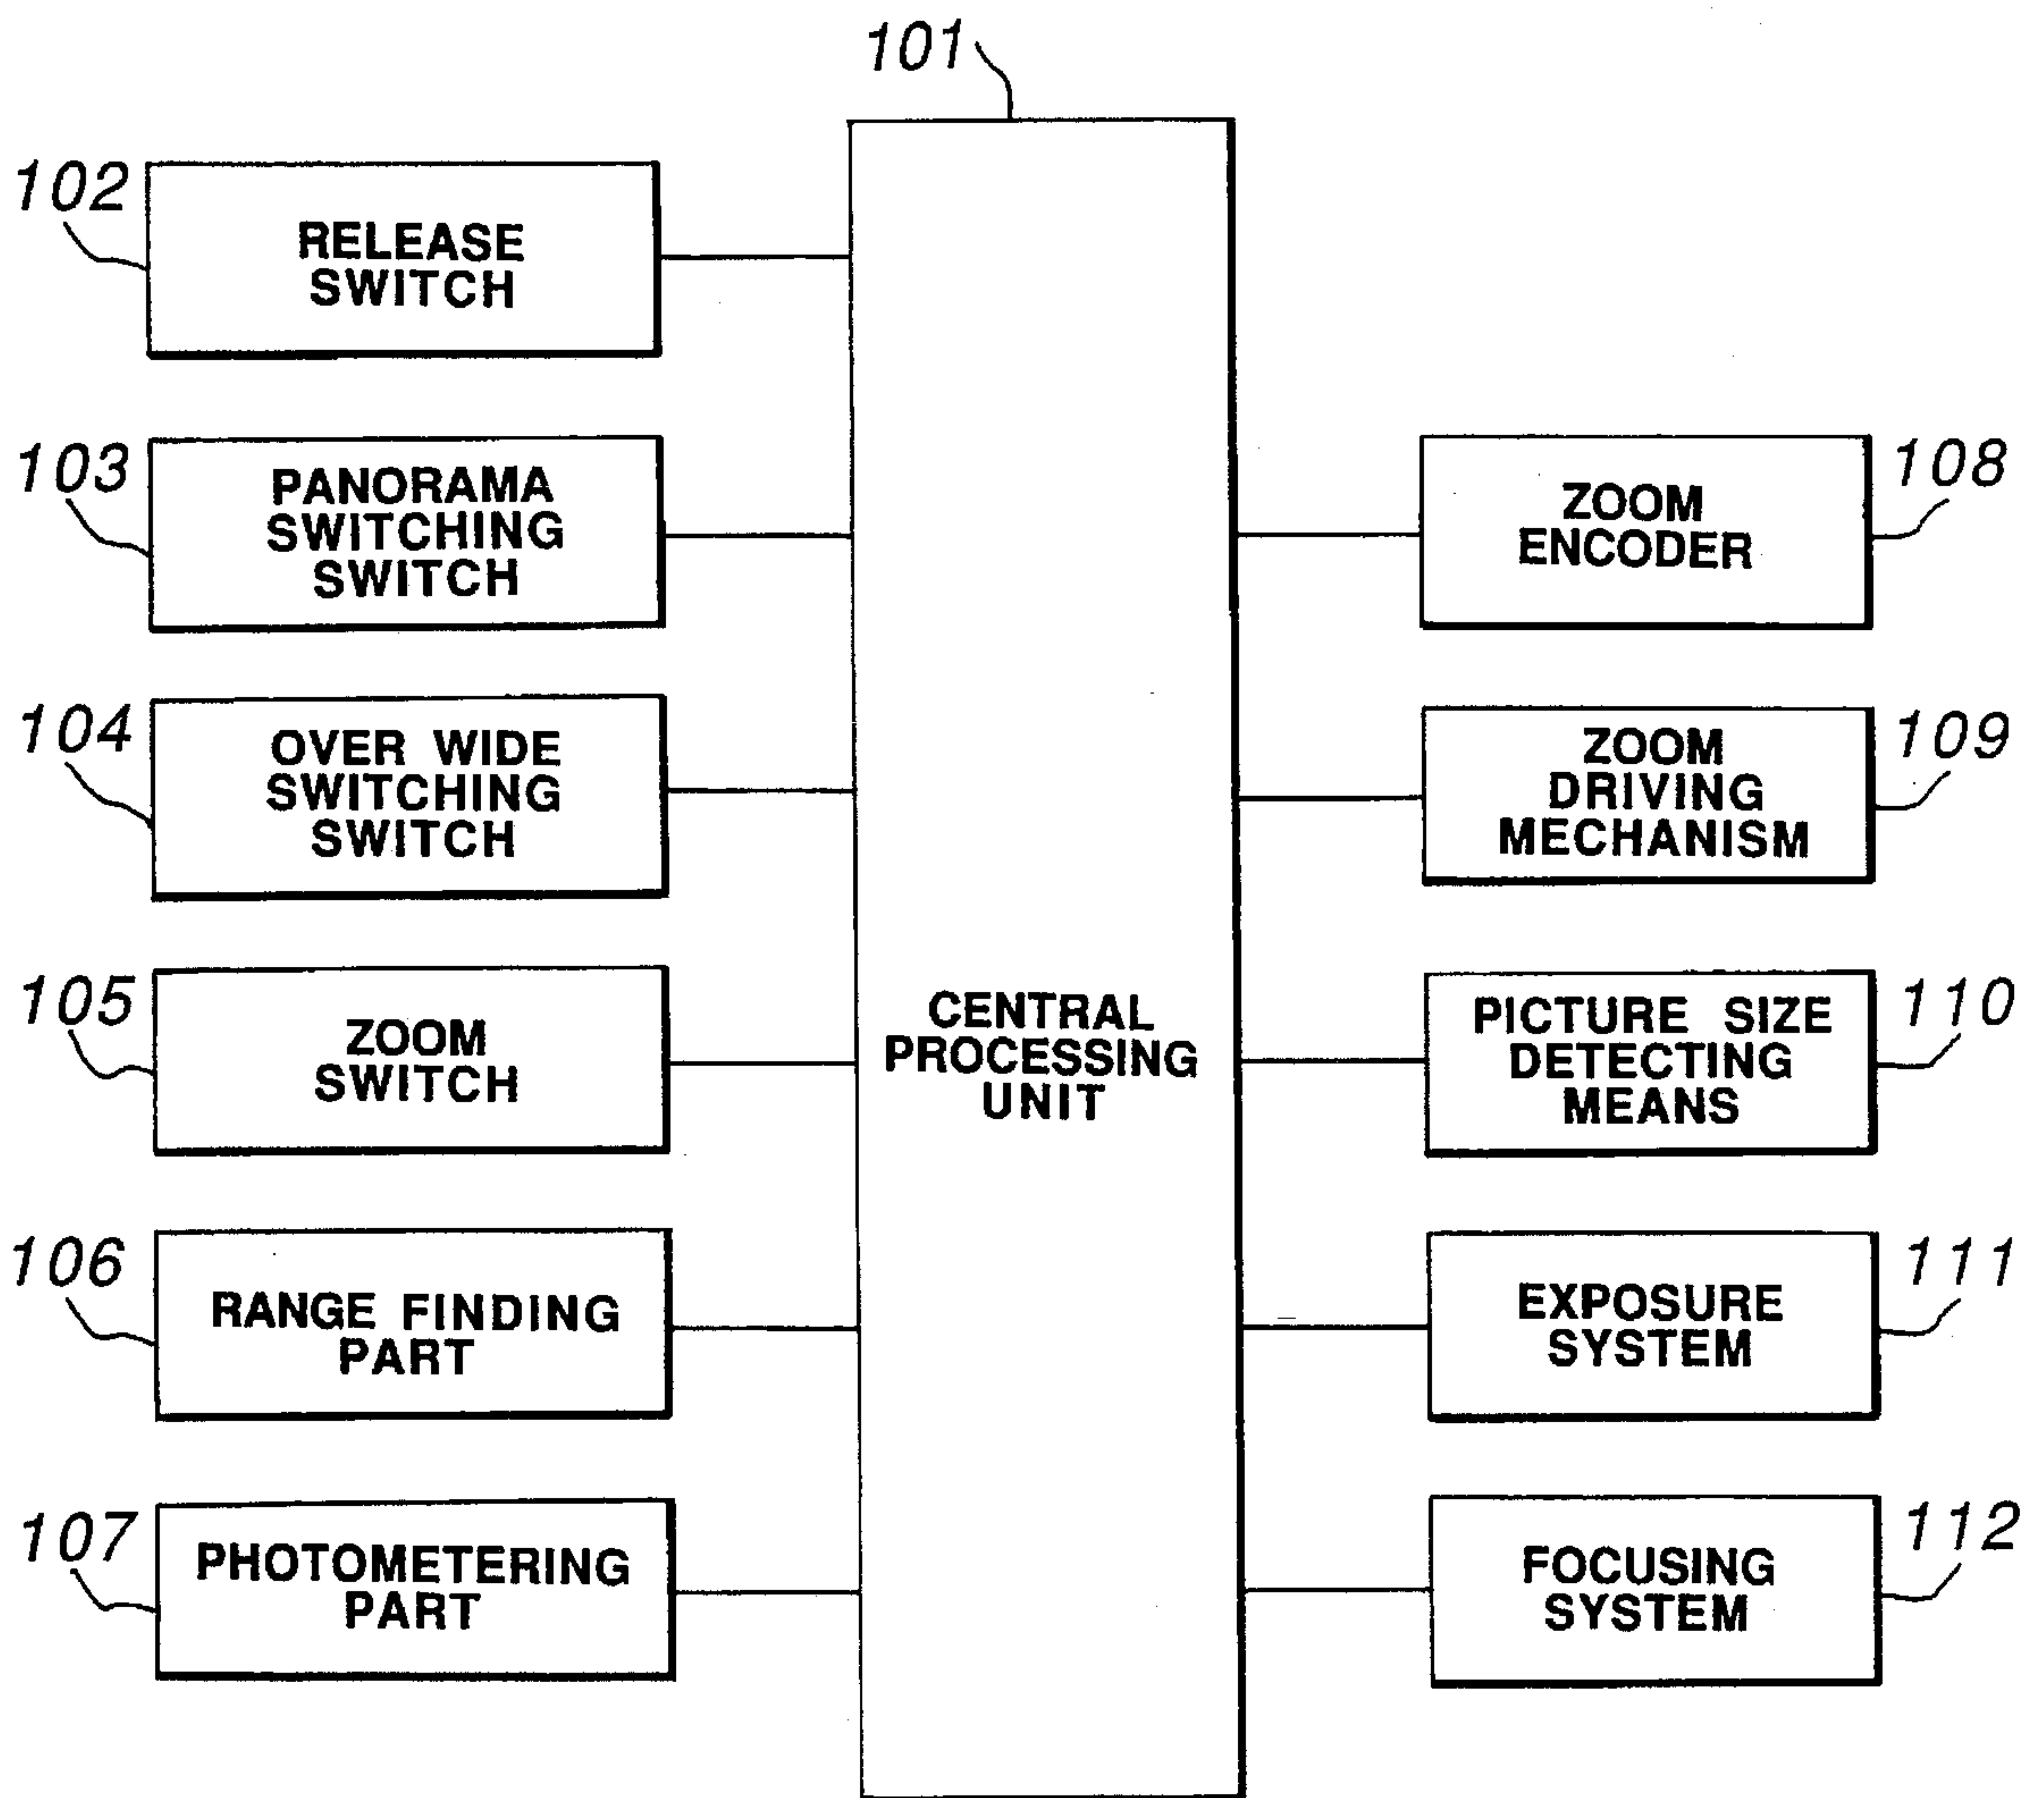 101
102
RELEASE
SWITCH
103
PANORAMA
SWITCHING
SWITCH
104
OVER WIDE
SWITCHING
SWITCH
105
ZOOM
SWITCH
106
RANGE FINDING
PART
107
PHOTOMETERING
PART
CENTRAL
PROCESSING
UNIT
108
ZOOM
ENCODER
109
ZOOM
DRIVING
MECHANISM
110
PICTURE SIZE
DETECTING
MEANS
111
EXPOSURE
SYSTEM
112
FOCUSING
SYSTEM